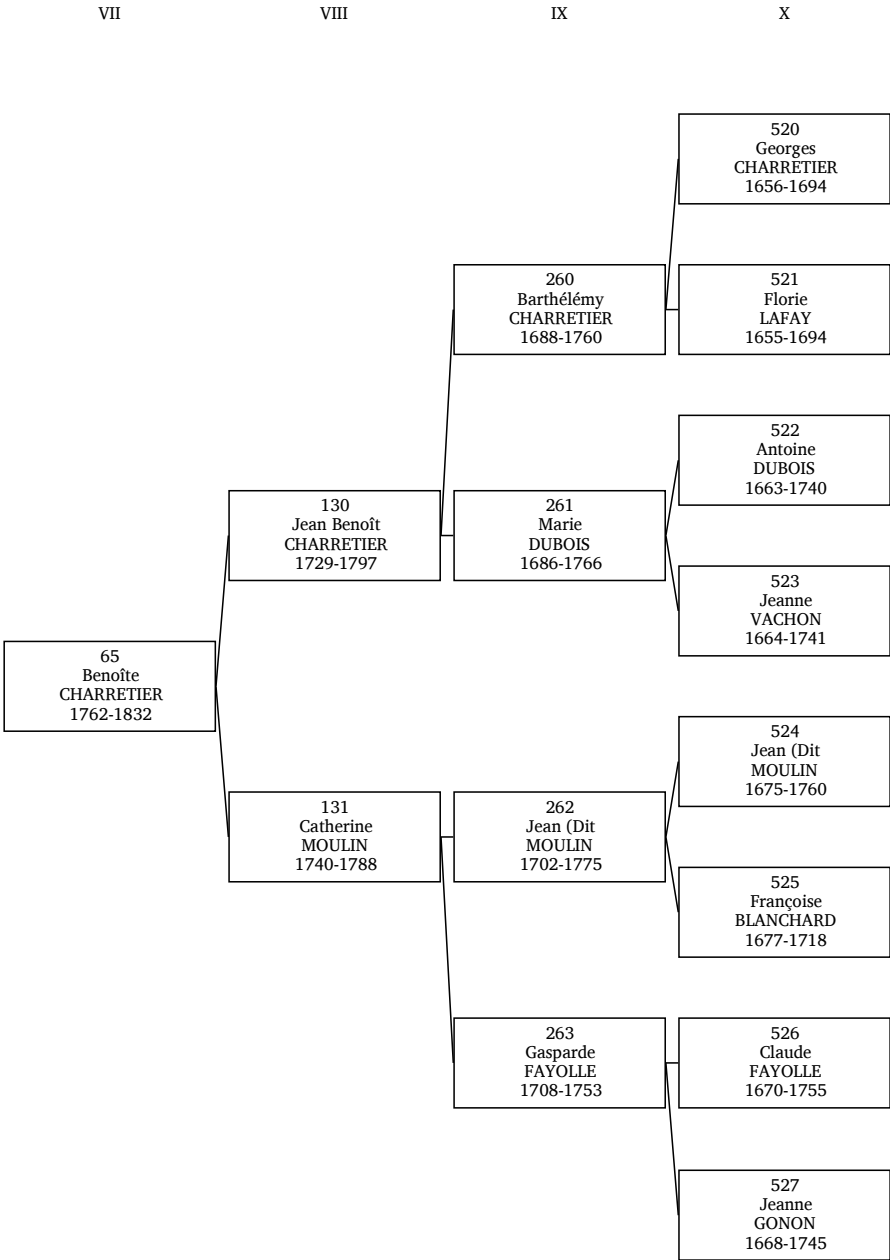 VII VIII IX X
520
Georges
CHARRETIER
1656-1694
260
Barthélémy
CHARRETIER
1688-1760
521
Florie
LAFAY
1655-1694
522
Antoine
DUBOIS
1663-1740
130
Jean Benoît
CHARRETIER
1729-1797
261
Marie
DUBOIS
1686-1766
523
Jeanne
VACHON
1664-1741
65
Benoîte
CHARRETIER
1762-1832
524
Jean (Dit
MOULIN
1675-1760
131
Catherine
MOULIN
1740-1788
262
Jean (Dit
MOULIN
1702-1775
525
Françoise
BLANCHARD
1677-1718
263
Gasparde
FAYOLLE
1708-1753
526
Claude
FAYOLLE
1670-1755
527
Jeanne
GONON
1668-1745